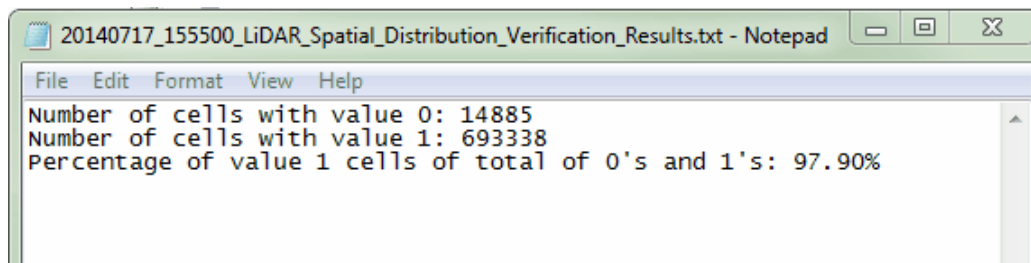 20140717_155500_LiDAR_Spatial_Distribution_Verification_Results.txt - Notepad
File Edit Format View Help
Number of cells with value 0: 14885
Number of cells with value 1: 693338
Percentage of value 1 cells of total of 0's and 1's: 97.90%